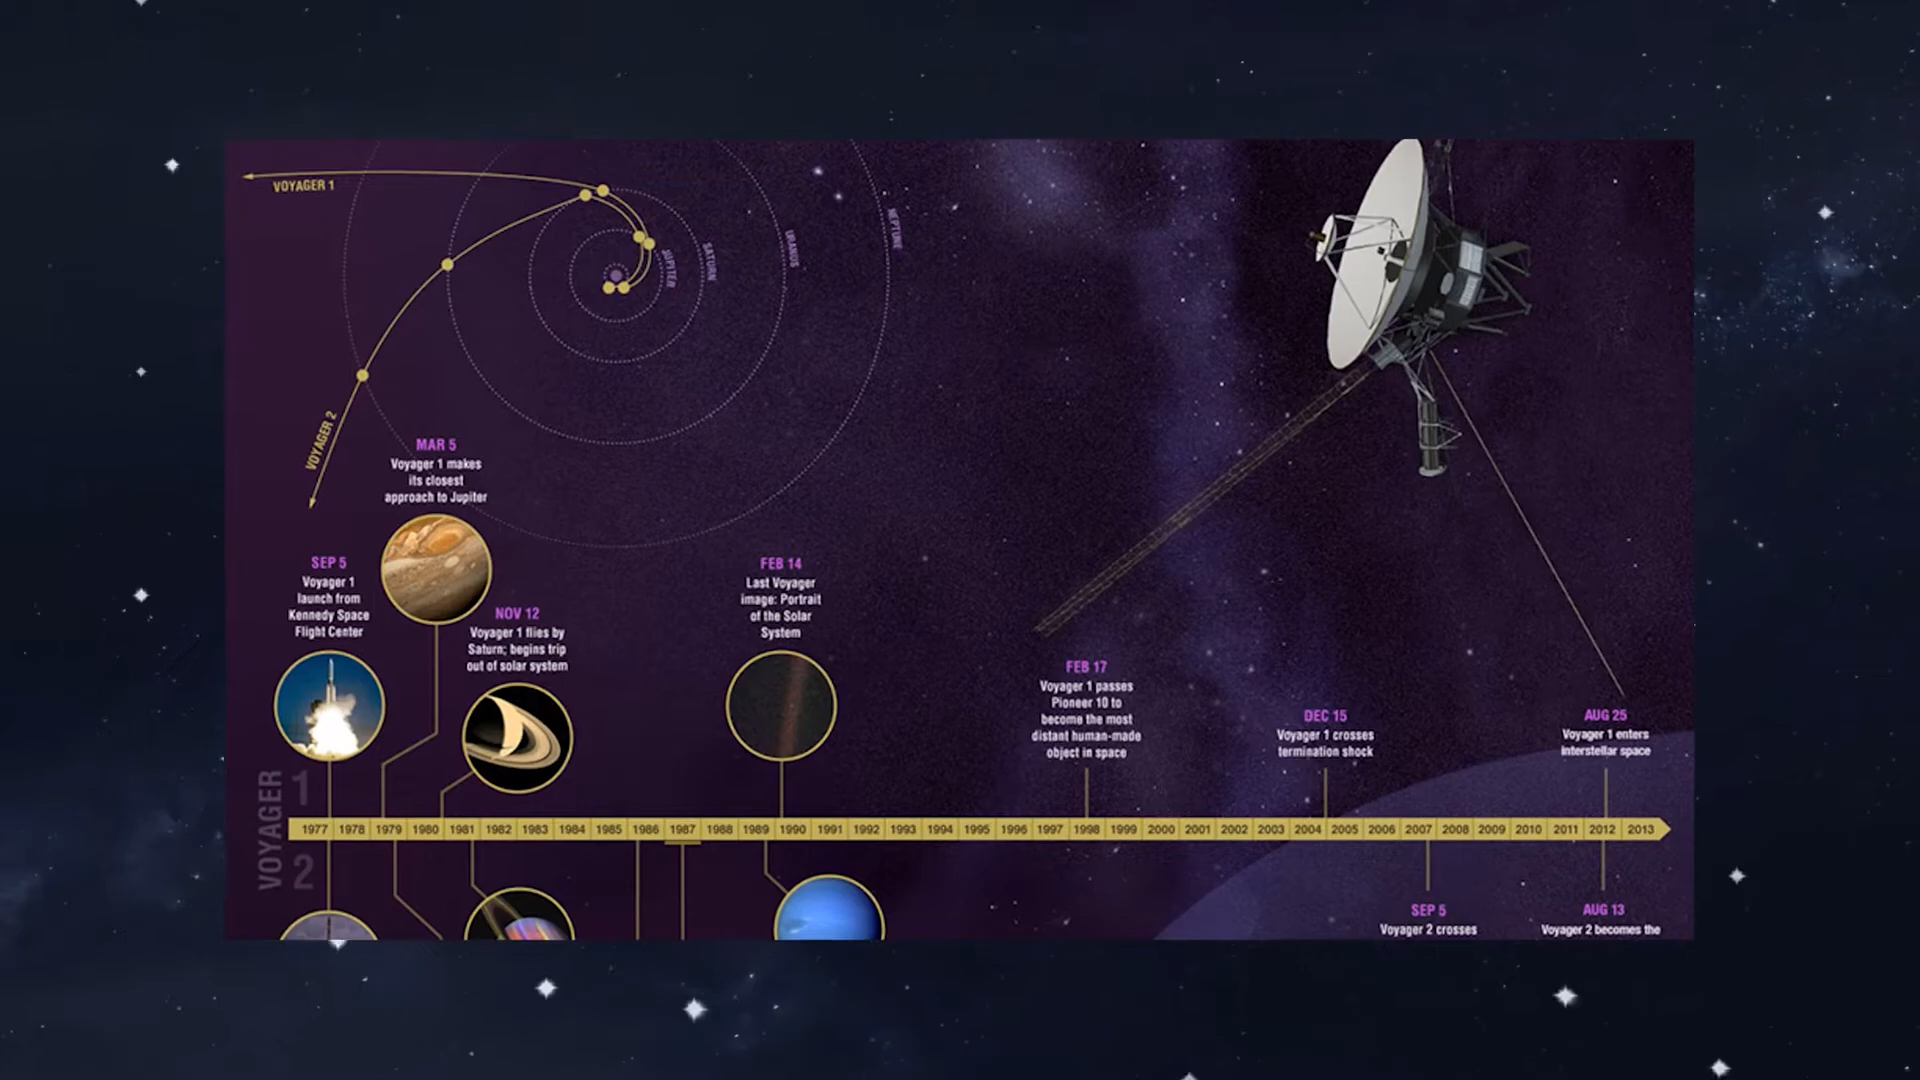 VOYAGER 1
NEPTUNE
URANUS
SATURN
JUPITER
VOYAGER 2
MAR 5
Voyager 1 makes
its closest
approach to Jupiter
SEP 5
Voyager 1
launch from
Kennedy Space
Flight Center
NOV 12
Voyager 1 flies by
Saturn; begins trip
out of solar system
FEB 14
Last Voyager
image: Portrait
of the Solar
System
FEB 17
Voyager 1 passes
Pioneer 10 to
become the most
distant human-made
object in space
DEC 15
Voyager 1 crosses
termination shock
AUG 25
Voyager 1 enters
interstellar space
VOYAGER
1
2
1977 1978 1979 1980 1981 1982 1983 1984 1985 1986 1987 1988 1989 1990 1991 1992 1993 1994 1995 1996 1997 1998 1999 2000 2001 2002 2003 2004 2005 2006 2007 2008 2009 2010 2011 2012 2013
SEP 5
Voyager 2 crosses
AUG 13
Voyager 2 becomes the